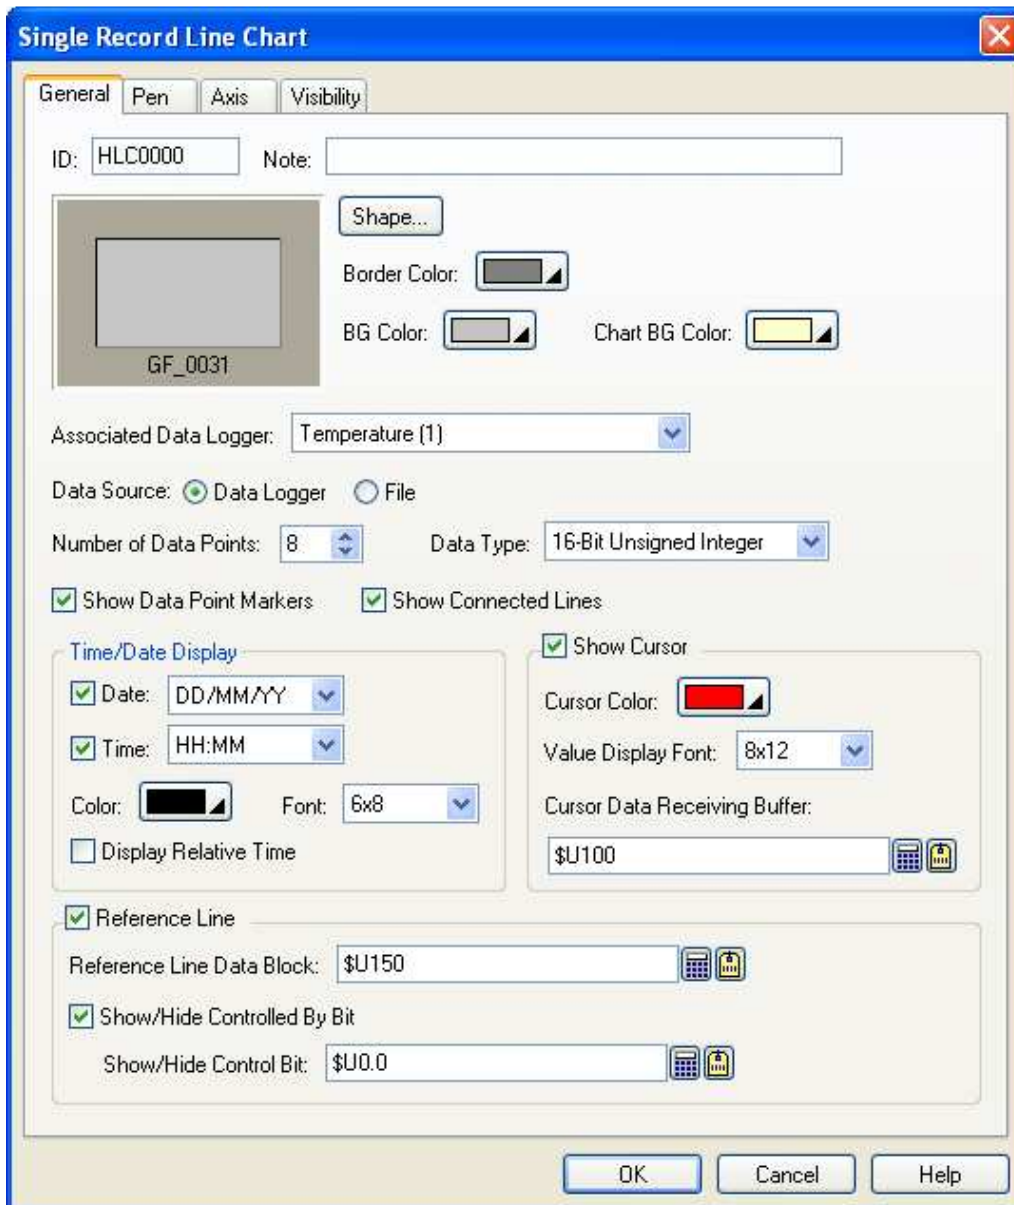 Single Record Line Chart
General Pen Axis Visibility
ID: HLC0000 Note:
Shape...
Border Color:
BG Color: Chart BG Color:
GF_0031
Associated Data Logger: Temperature (1)
Data Source: Data Logger File
Number of Data Points: 8 Data Type: 16-Bit Unsigned Integer
Show Data Point Markers Show Connected Lines
Time/Date Display
Date: DD/MM/YY
Time: HH:MM
Color: Font: 6x8
Display Relative Time
Show Cursor
Cursor Color:
Value Display Font: 8x12
Cursor Data Receiving Buffer:
$U100
Reference Line
Reference Line Data Block: $U150
Show/Hide Controlled By Bit
Show/Hide Control Bit: $U0.0
OK Cancel Help